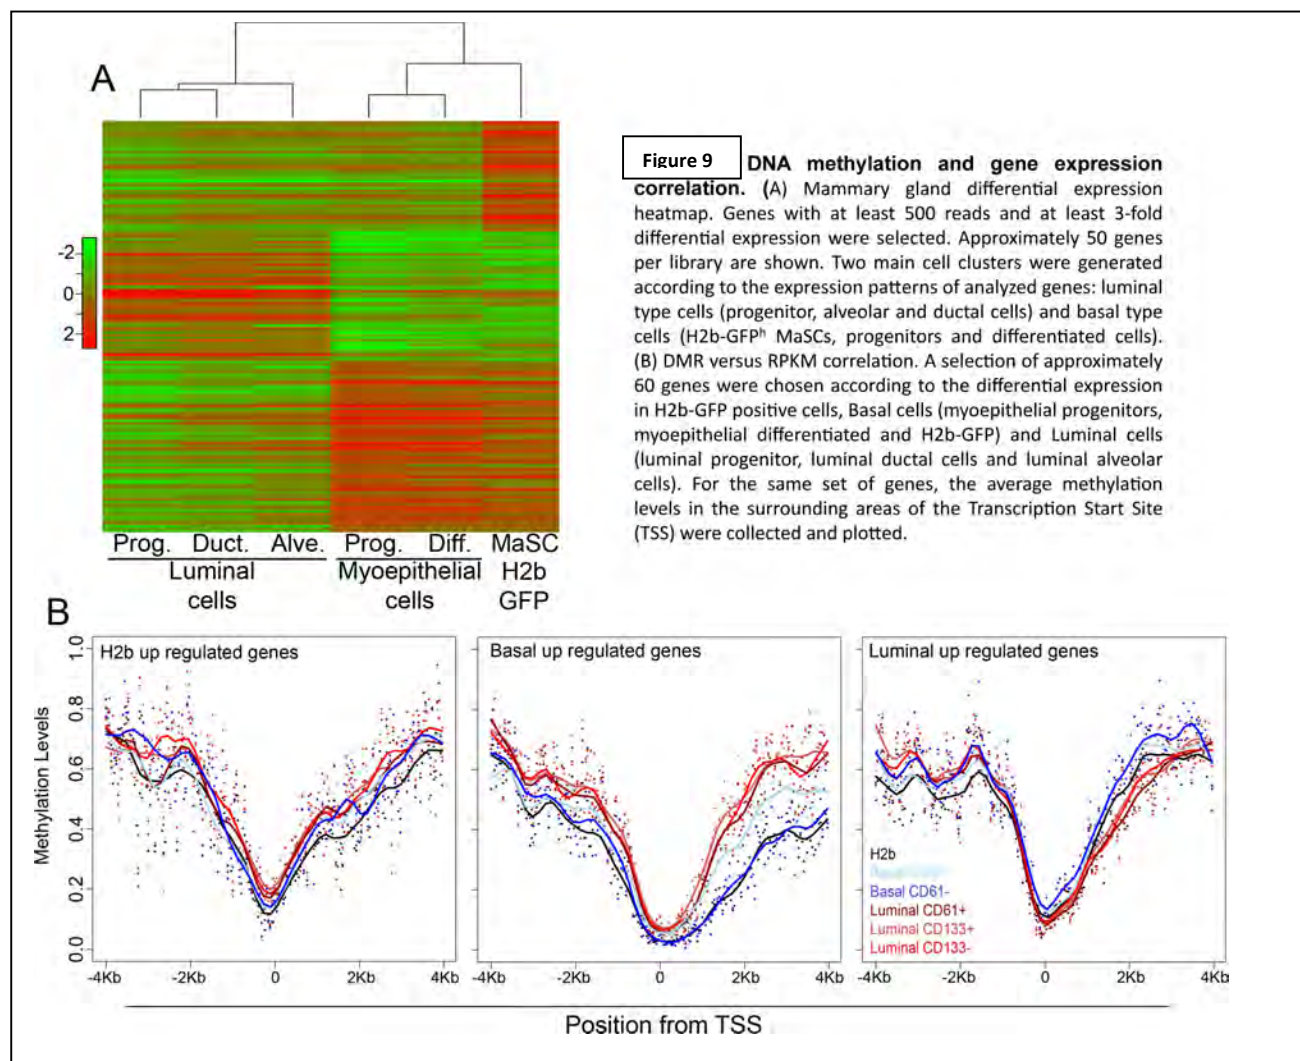 A
Figure 9
DNA methylation and gene expression
correlation. (A) Mammary gland differential expression
heatmap. Genes with at least 500 reads and at least 3-fold
differential expression were selected. Approximately 50 genes
per library are shown. Two main cell clusters were generated
according to the expression patterns of analyzed genes: luminal
type cells (progenitor, alveolar and ductal cells) and basal type
cells (H2b-GFPʰ MaSCs, progenitors and differentiated cells).
(B) DMR versus RPKM correlation. A selection of approximately
60 genes were chosen according to the differential expression
in H2b-GFP positive cells, Basal cells (myoepithelial progenitors,
myoepithelial differentiated and H2b-GFP) and Luminal cells
(luminal progenitor, luminal ductal cells and luminal alveolar
cells). For the same set of genes, the average methylation
levels in the surrounding areas of the Transcription Start Site
(TSS) were collected and plotted.
-2
0
2
Prog. Duct. Alve. Prog. Diff. MaSC
Luminal Myoepithelial H2b
cells cells GFP
B
H2b up regulated genes
Basal up regulated genes
Luminal up regulated genes
Methylation Levels
1.0
0.8
0.6
0.4
0.2
0.0
H2b
Basal CD61-
Luminal CD61+
Luminal CD133+
Luminal CD133-
-4Kb -2Kb 0 2Kb 4Kb
-4Kb -2Kb 0 2Kb 4Kb
-4Kb -2Kb 0 2Kb 4Kb
Position from TSS